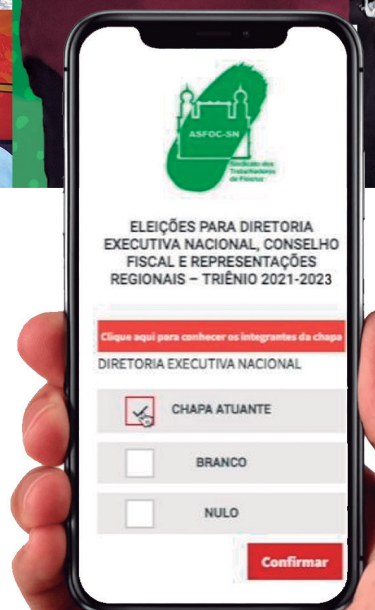 ASFOC-SN
Sindicato dos
Trabalhadores
da Fiocruz
ELEIÇÕES PARA DIRETORIA
EXECUTIVA NACIONAL, CONSELHO
FISCAL E REPRESENTAÇÕES
REGIONAIS – TRIÊNIO 2021-2023
Clique aqui para conhecer os integrantes da chapa
DIRETORIA EXECUTIVA NACIONAL
CHAPA ATUANTE
BRANCO
NULO
Confirmar